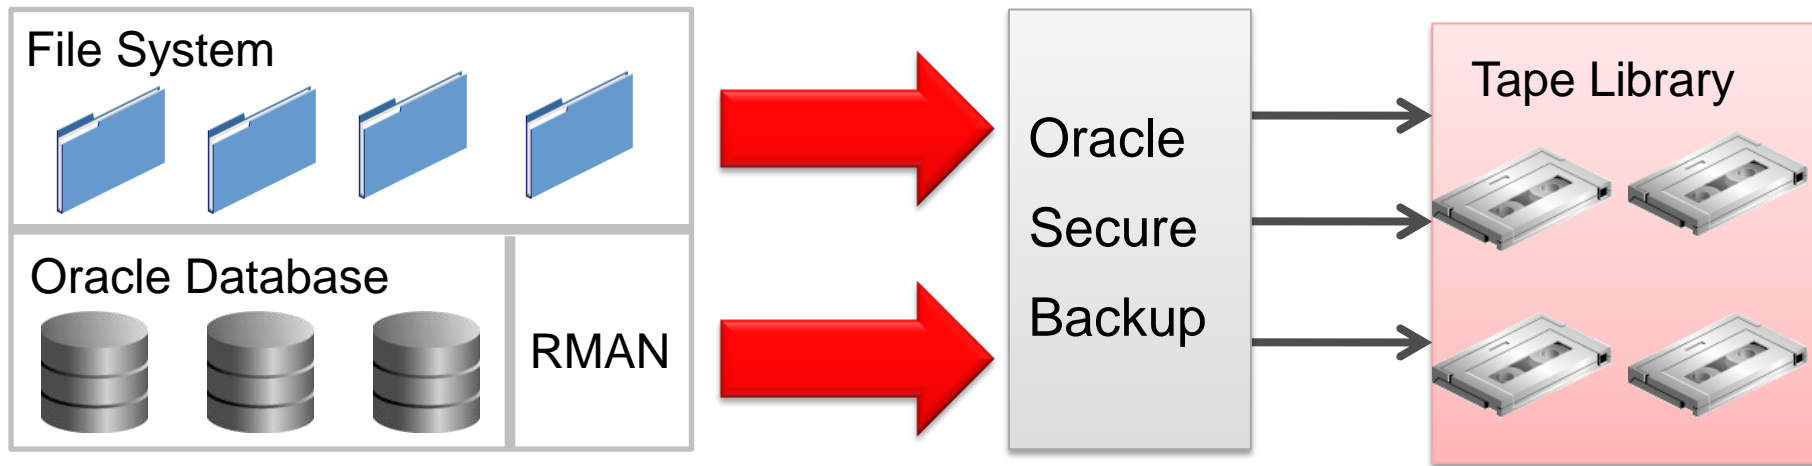 File System
Oracle Database
RMAN
Oracle
Secure
Backup
Tape Library